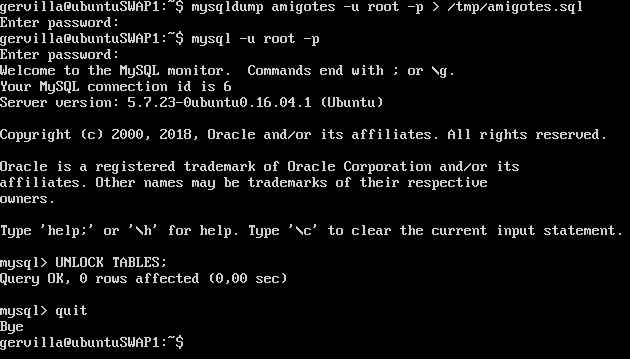 gervilla@ubuntuSWAP1:~$ mysqldump amigotes -u root -p > /tmp/amigotes.sql
Enter password:
gervilla@ubuntuSWAP1:~$ mysql -u root -p
Enter password:
Welcome to the MySQL monitor.  Commands end with ; or \g.
Your MySQL connection id is 6
Server version: 5.7.23-0ubuntu0.16.04.1 (Ubuntu)
Copyright (c) 2000, 2018, Oracle and/or its affiliates. All rights reserved.
Oracle is a registered trademark of Oracle Corporation and/or its
affiliates. Other names may be trademarks of their respective
owners.
Type 'help;' or '\h' for help. Type '\c' to clear the current input statement.
mysql> UNLOCK TABLES;
Query OK, 0 rows affected (0,00 sec)
mysql> quit
Bye
gervilla@ubuntuSWAP1:~$